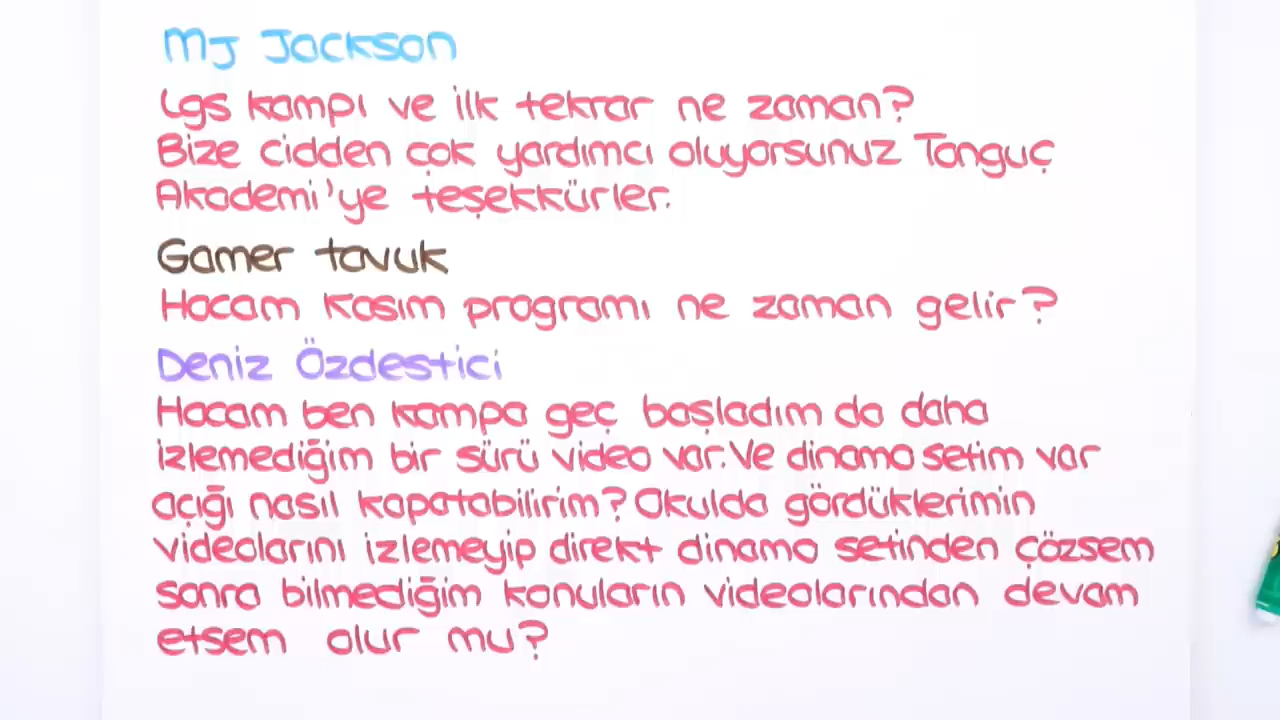 MJ Jackson
Lgs kampı ve ilk tekrar ne zaman?
Bize cidden çok yardımcı oluyorsunuz Tonguç
Akademi'ye teşekkürler.
Gamer tavuk
Hocam Kasım programı ne zaman gelir?
Deniz Özdestici
Hocam ben kampa geç başladım da daha
izlemediğim bir sürü video var. Ve dinamo setim var
açığı nasıl kapatabilirim? Okulda gördüklerimin
videolarını izlemeyip direkt dinamo setinden çözsem
sonra bilmediğim konuların videolarından devam
etsem olur mu?